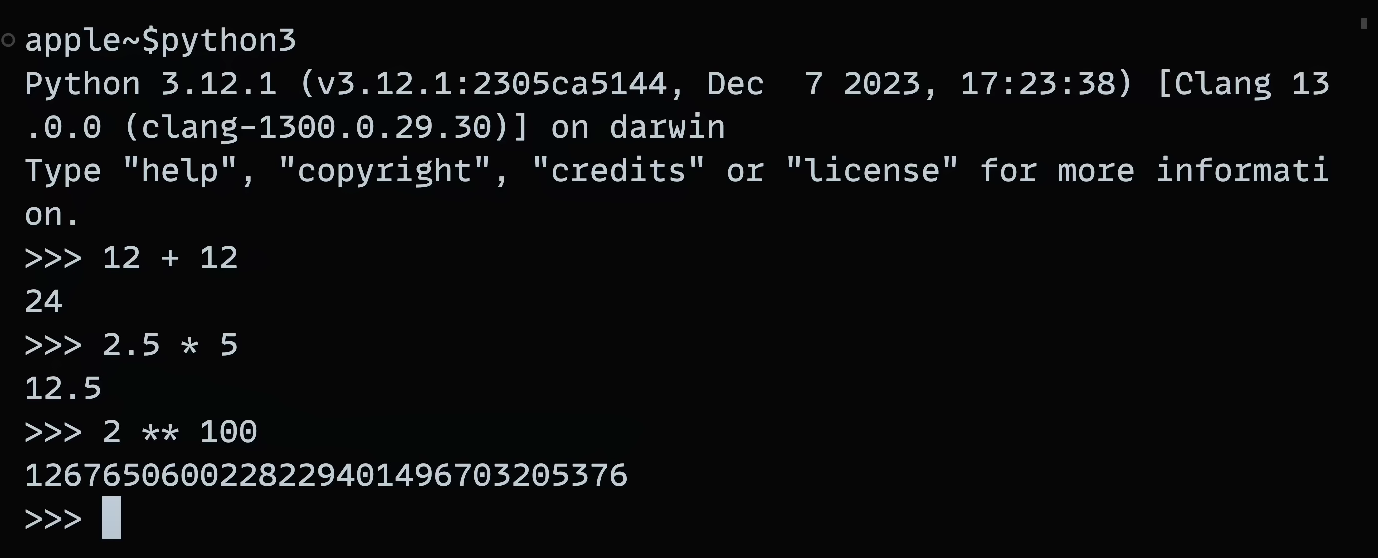 apple~$python3
Python 3.12.1 (v3.12.1:2305ca5144, Dec  7 2023, 17:23:38) [Clang 13
.0.0 (clang-1300.0.29.30)] on darwin
Type "help", "copyright", "credits" or "license" for more informati
on.
>>> 12 + 12
24
>>> 2.5 * 5
12.5
>>> 2 ** 100
1267650600228229401496703205376
>>>